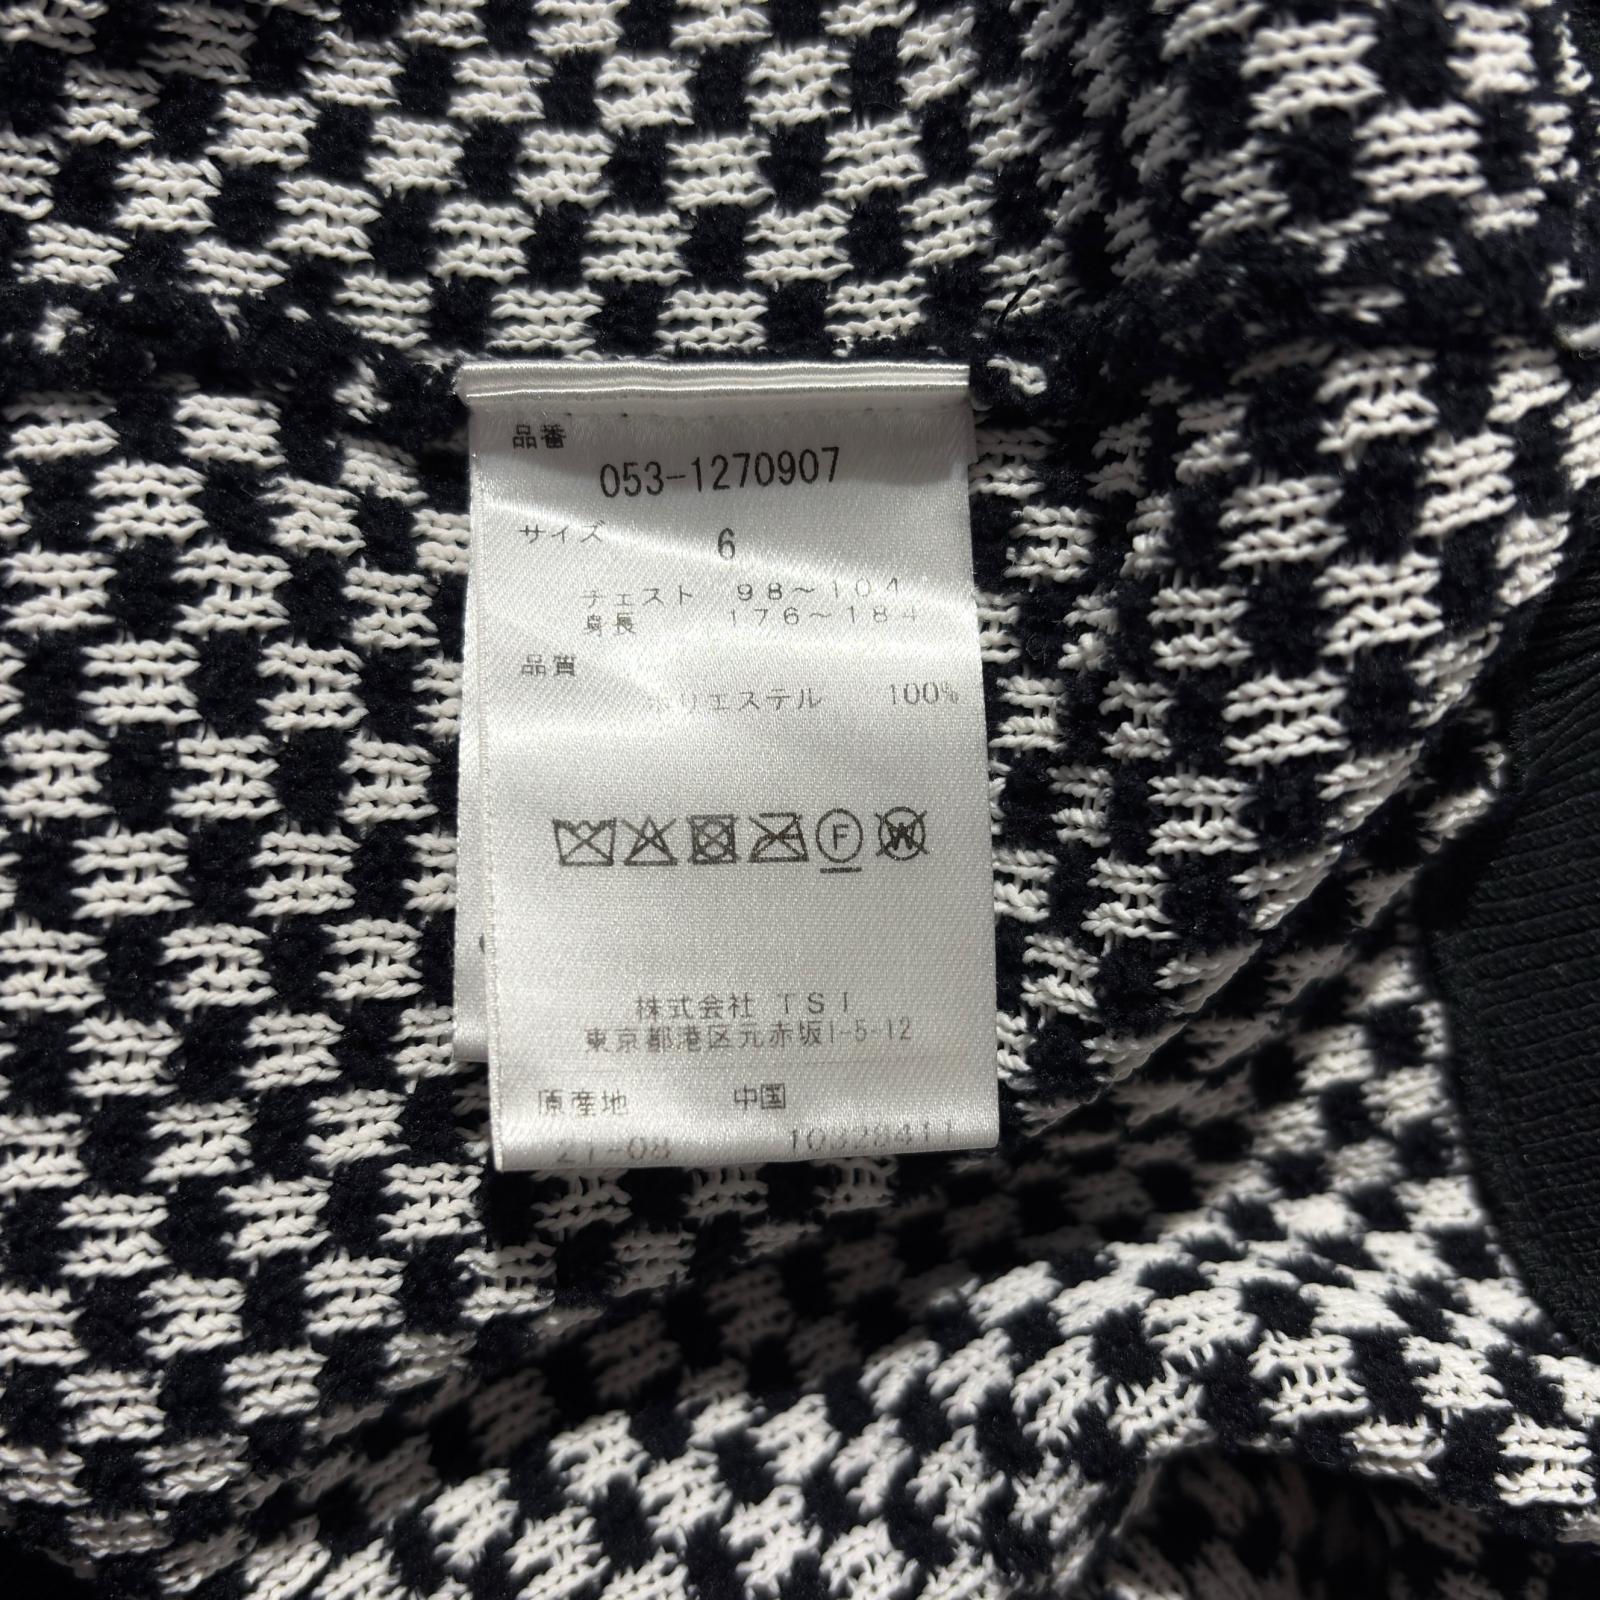 品番
053-1270907
サイズ 6
チェスト 98～104
身長 176～184
品質
ポリエステル 100%
F
W
株式会社 TSI
東京都港区元赤坂1-5-12
原産地 中国
21-08 10329411